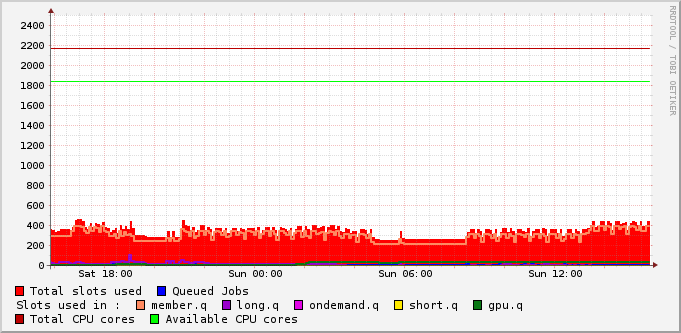 RRDTOOL / TOBI OETIKER
2400
2200
2000
1800
1600
1400
1200
1000
800
600
400
200
0
Sat 18:00 Sun 00:00 Sun 06:00 Sun 12:00
Total slots used Queued Jobs
Slots used in : member.q long.q ondemand.q short.q gpu.q
Total CPU cores Available CPU cores